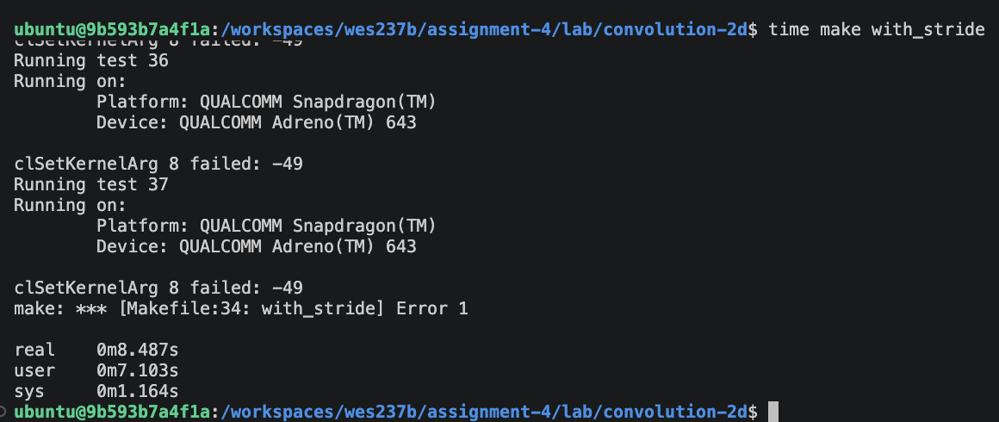 ubuntu@9b593b7a4f1a:/workspaces/wes237b/assignment-4/lab/convolution-2d$ time make with_stride
clSetKernelArg 8 failed: -49
Running test 36
Running on:
        Platform: QUALCOMM Snapdragon(TM)
        Device: QUALCOMM Adreno(TM) 643

clSetKernelArg 8 failed: -49
Running test 37
Running on:
        Platform: QUALCOMM Snapdragon(TM)
        Device: QUALCOMM Adreno(TM) 643

clSetKernelArg 8 failed: -49
make: *** [Makefile:34: with_stride] Error 1

real    0m8.487s
user    0m7.103s
sys     0m1.164s
ubuntu@9b593b7a4f1a:/workspaces/wes237b/assignment-4/lab/convolution-2d$